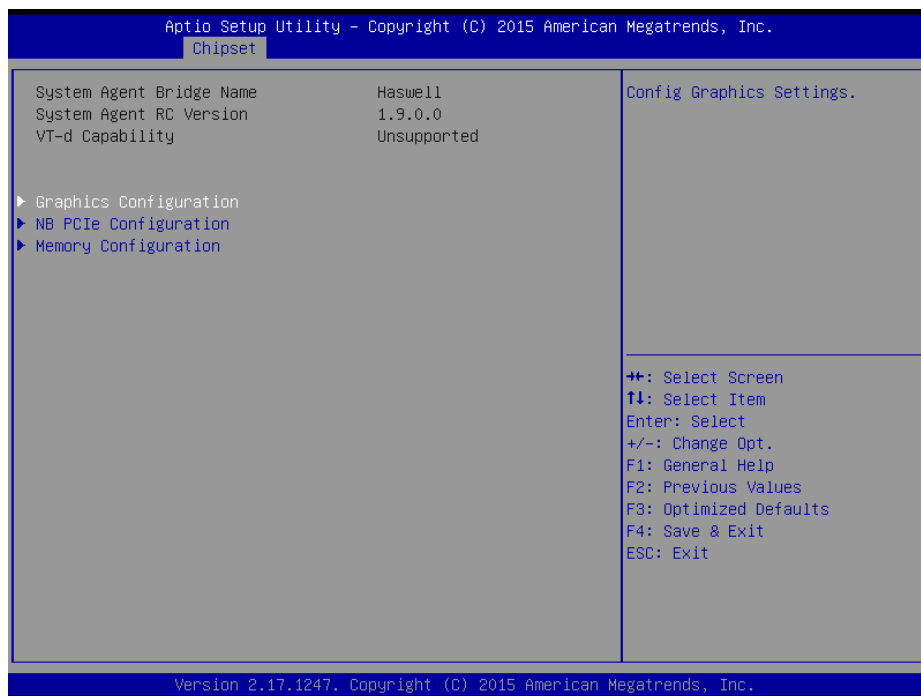 Aptio Setup Utility – Copyright (C) 2015 American Megatrends, Inc.
Chipset
System Agent Bridge Name Haswell
System Agent RC Version 1.9.0.0
VT-d Capability Unsupported
▶ Graphics Configuration
▶ NB PCIe Configuration
▶ Memory Configuration
Config Graphics Settings.
→←: Select Screen
↑↓: Select Item
Enter: Select
+/-: Change Opt.
F1: General Help
F2: Previous Values
F3: Optimized Defaults
F4: Save & Exit
ESC: Exit
Version 2.17.1247. Copyright (C) 2015 American Megatrends, Inc.